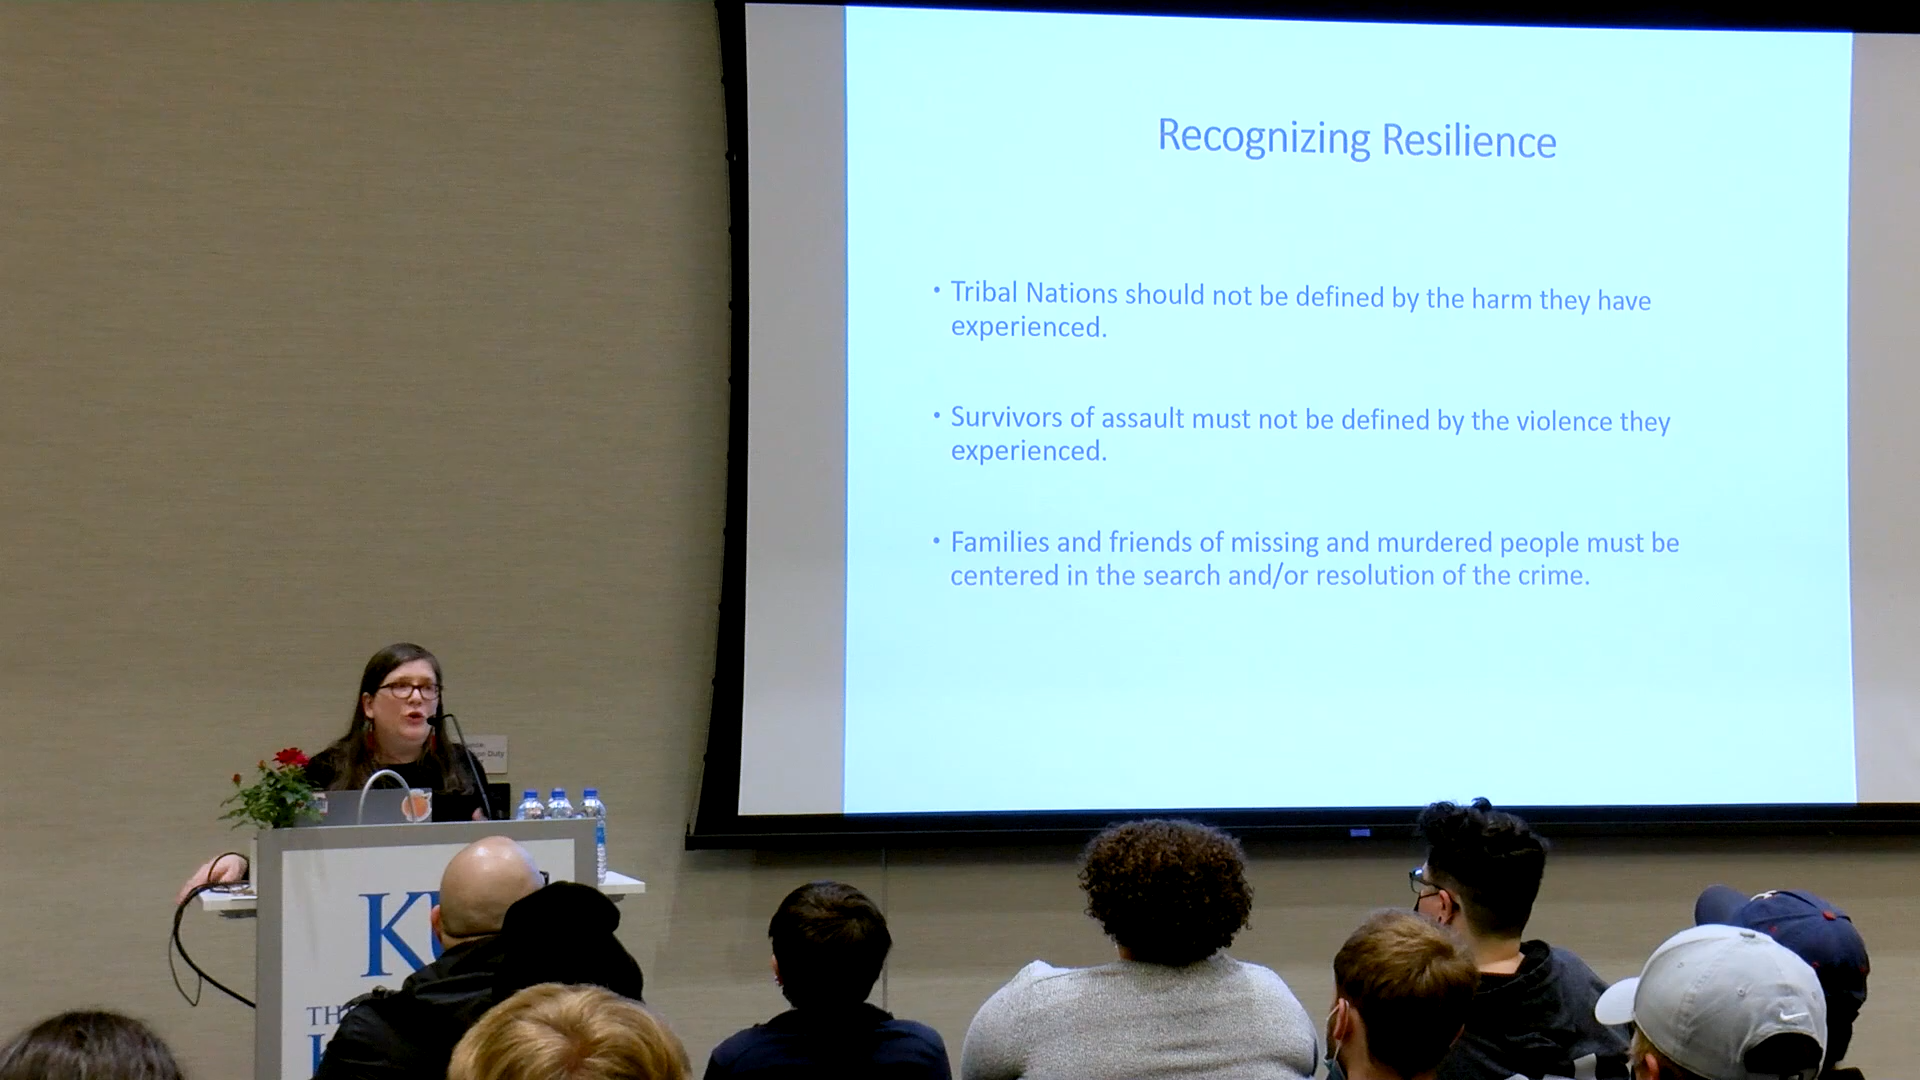 Recognizing Resilience
• Tribal Nations should not be defined by the harm they have
experienced.
• Survivors of assault must not be defined by the violence they
experienced.
• Families and friends of missing and murdered people must be
centered in the search and/or resolution of the crime.
KU